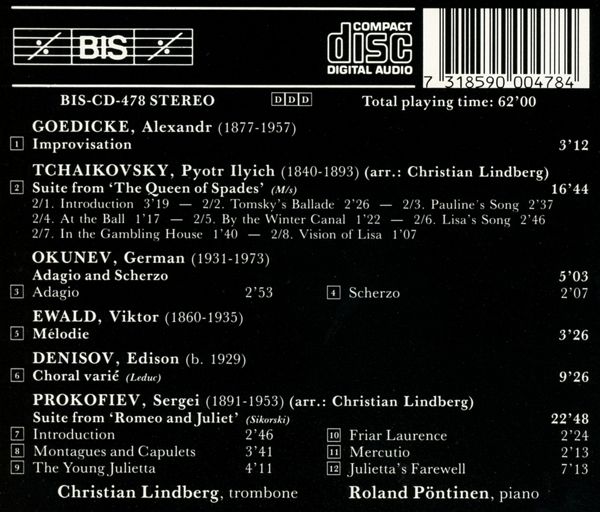 BIS
COMPACT
disc
DIGITAL AUDIO
7 318590 004784
BIS-CD-478 STEREO DDD Total playing time: 62'00
GOEDICKE, Alexandr (1877-1957)
1 Improvisation 3'12
TCHAIKOVSKY, Pyotr Ilyich (1840-1893) (arr.: Christian Lindberg)
2 Suite from ‘The Queen of Spades’ (M/s) 16'44
2/1. Introduction 3'19 — 2/2. Tomsky's Ballade 2'26 — 2/3. Pauline's Song 2'37
2/4. At the Ball 1'17 — 2/5. By the Winter Canal 1'22 — 2/6. Lisa's Song 2'46
2/7. In the Gambling House 1'40 — 2/8. Vision of Lisa 1'07
OKUNEV, German (1931-1973)
Adagio and Scherzo 5'03
3 Adagio 2'53 4 Scherzo 2'07
EWALD, Viktor (1860-1935)
5 Mélodie 3'26
DENISOV, Edison (b. 1929)
6 Choral varié (Leduc) 9'26
PROKOFIEV, Sergei (1891-1953) (arr.: Christian Lindberg)
Suite from ‘Romeo and Juliet’ (Sikorski) 22'48
7 Introduction 2'46 10 Friar Laurence 2'24
8 Montagues and Capulets 3'41 11 Mercutio 2'13
9 The Young Julietta 4'11 12 Julietta's Farewell 7'13
Christian Lindberg, trombone Roland Pöntinen, piano